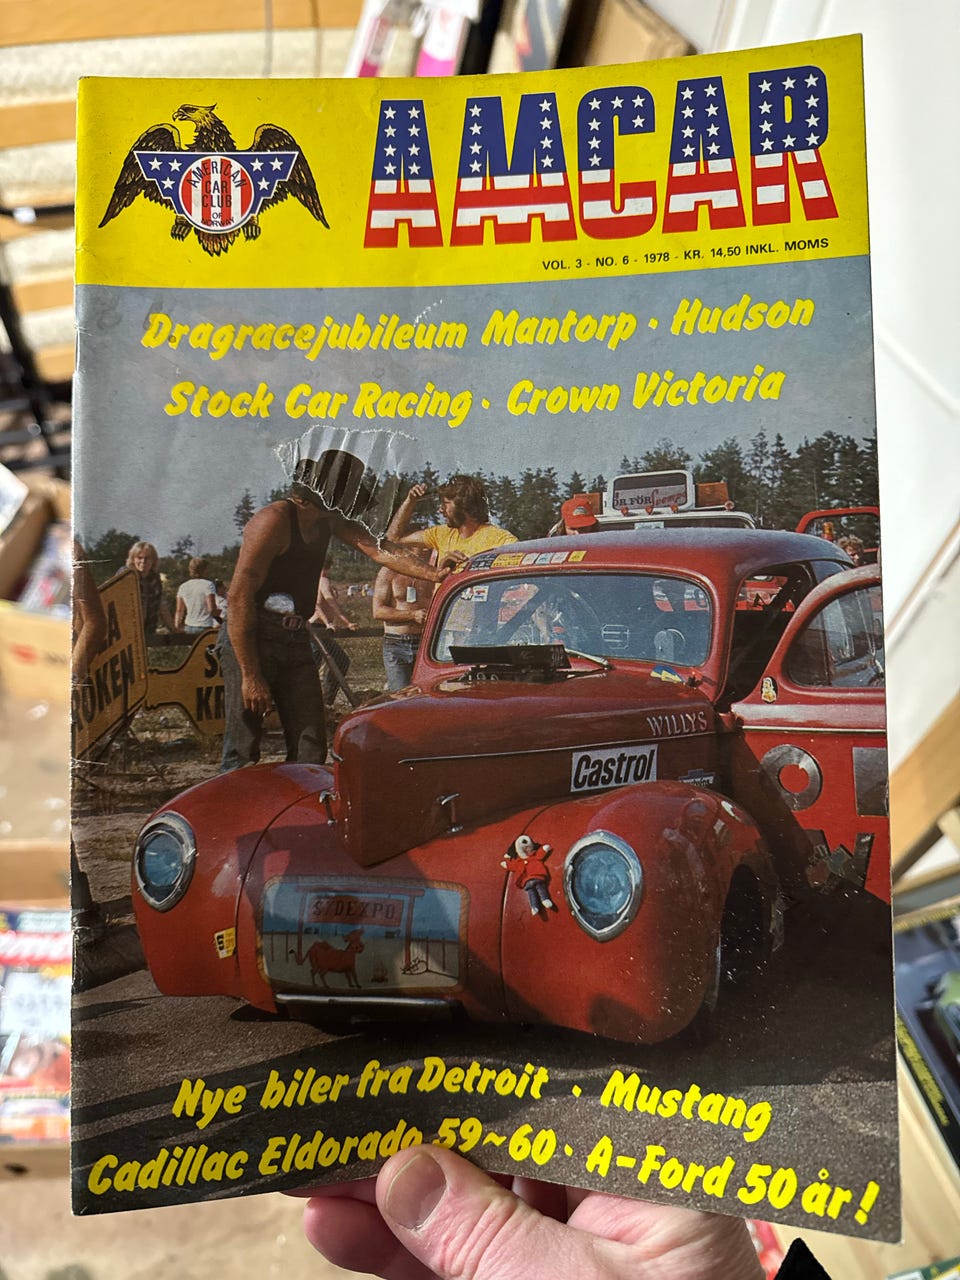 AMCAR
AMERICAN
CAR
CLUB
OF
NORWAY
VOL. 3 - NO. 6 - 1978 - KR. 14,50 INKL. MOMS
Dragracejubileum Mantorp · Hudson
Stock Car Racing · Crown Victoria
WILLYS
Castrol
SYDEXPO
Nye biler fra Detroit · Mustang
Cadillac Eldorado 59~60 · A-Ford 50 år!